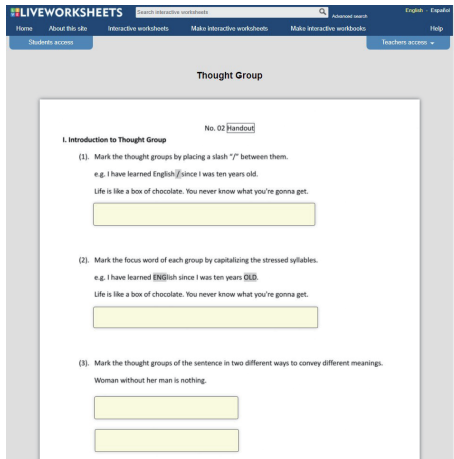 LIVEWORKSHEETS
Search interactive worksheets
Advanced search
English - Español
Home About this site Interactive worksheets Make interactive worksheets Make interactive workbooks Help
Students access
Teachers access
Thought Group
No. 02 Handout
I. Introduction to Thought Group
(1). Mark the thought groups by placing a slash "/" between them.
e.g. I have learned English / since I was ten years old.
Life is like a box of chocolate. You never know what you're gonna get.
(2). Mark the focus word of each group by capitalizing the stressed syllables.
e.g. I have learned ENGlish since I was ten years OLD.
Life is like a box of chocolate. You never know what you're gonna get.
(3). Mark the thought groups of the sentence in two different ways to convey different meanings.
Woman without her man is nothing.